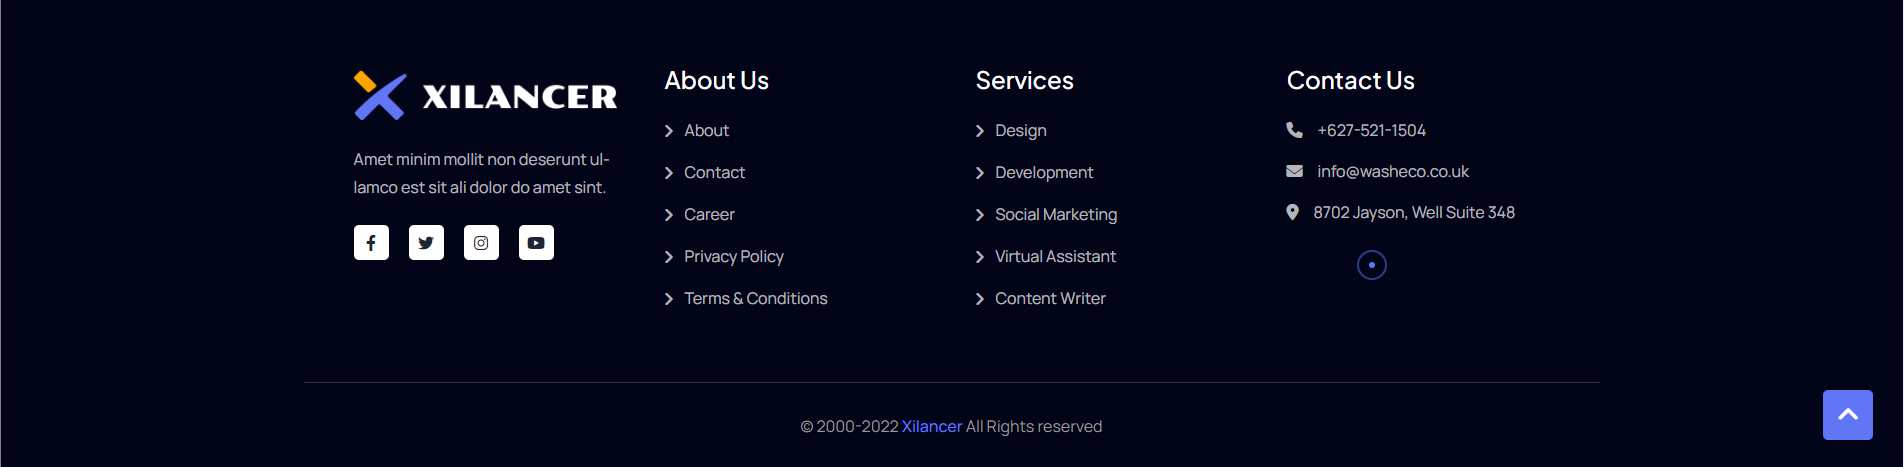 XILANCER
Amet minim mollit non deserunt ul-
lamco est sit ali dolor do amet sint.
About Us
About
Contact
Career
Privacy Policy
Terms & Conditions
Services
Design
Development
Social Marketing
Virtual Assistant
Content Writer
Contact Us
+627-521-1504
info@washeco.co.uk
8702 Jayson, Well Suite 348
© 2000-2022 Xilancer All Rights reserved